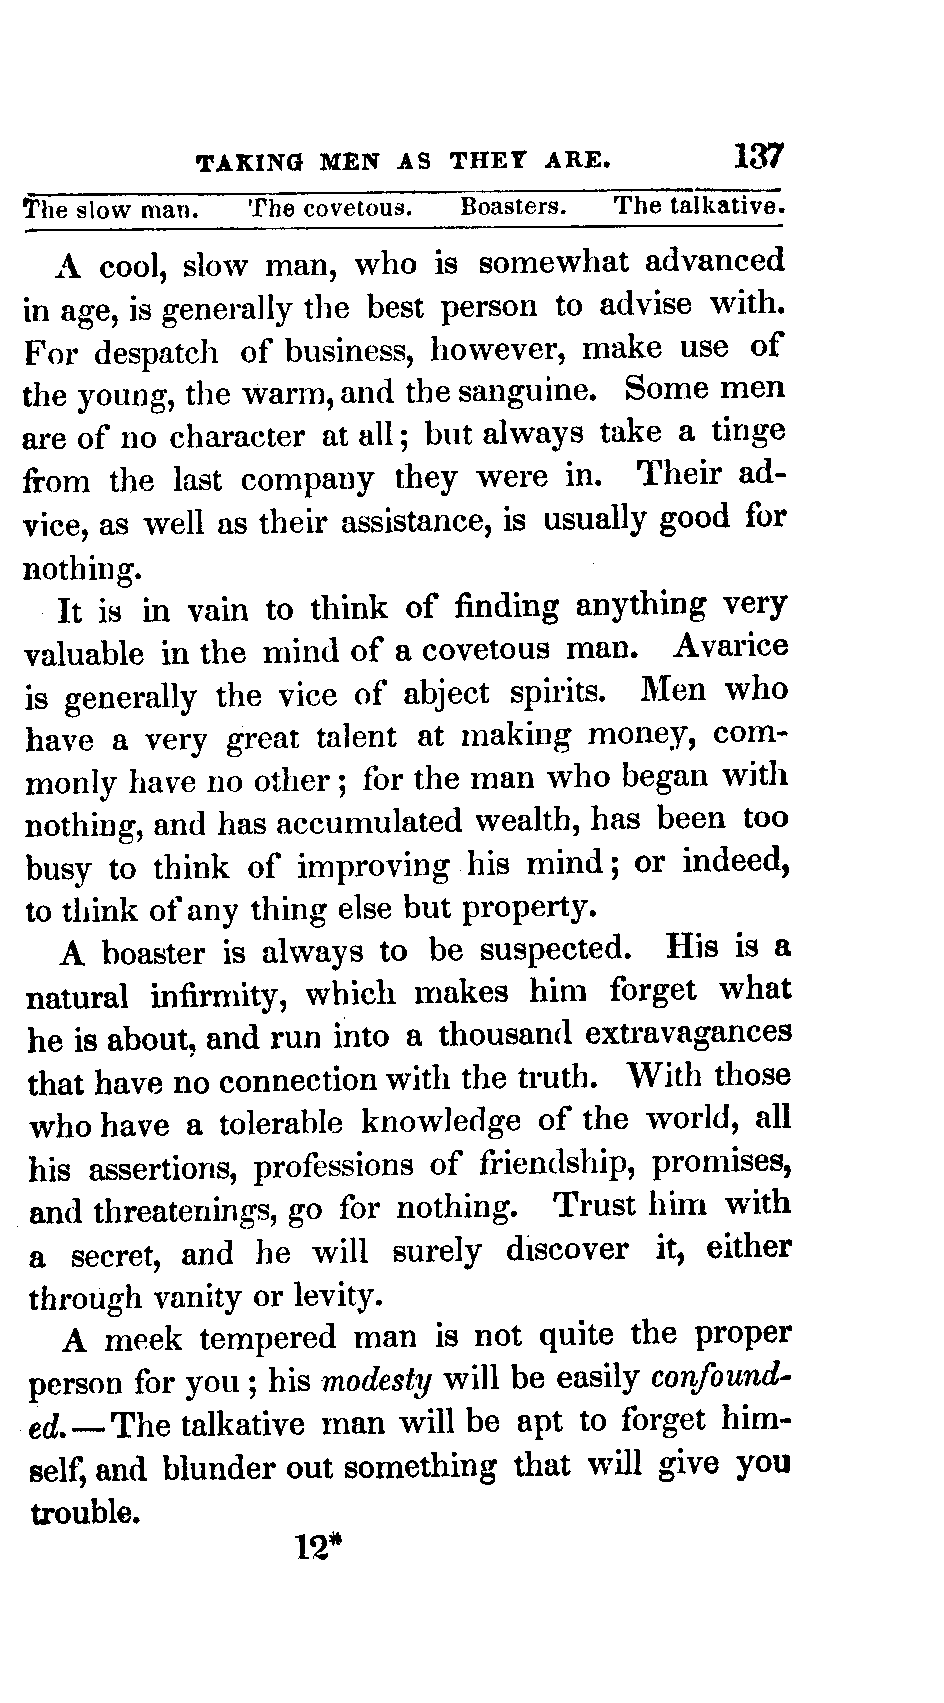 TAKING MEN AS THEY ARE. 137
The slow man. The covetous. Boasters. The talkative.
A cool, slow man, who is somewhat advanced
in age, is generally the best person to advise with.
For despatch of business, however, make use of
the young, the warm, and the sanguine. Some men
are of no character at all; but always take a tinge
from the last company they were in. Their ad-
vice, as well as their assistance, is usually good for
nothing.
It is in vain to think of finding anything very
valuable in the mind of a covetous man. Avarice
is generally the vice of abject spirits. Men who
have a very great talent at making money, com-
monly have no other; for the man who began with
nothing, and has accumulated wealth, has been too
busy to think of improving his mind; or indeed,
to think of any thing else but property.
A boaster is always to be suspected. His is a
natural infirmity, which makes him forget what
he is about, and run into a thousand extravagances
that have no connection with the truth. With those
who have a tolerable knowledge of the world, all
his assertions, professions of friendship, promises,
and threatenings, go for nothing. Trust him with
a secret, and he will surely discover it, either
through vanity or levity.
A meek tempered man is not quite the proper
person for you; his modesty will be easily confound-
ed.—The talkative man will be apt to forget him-
self, and blunder out something that will give you
trouble.
12*